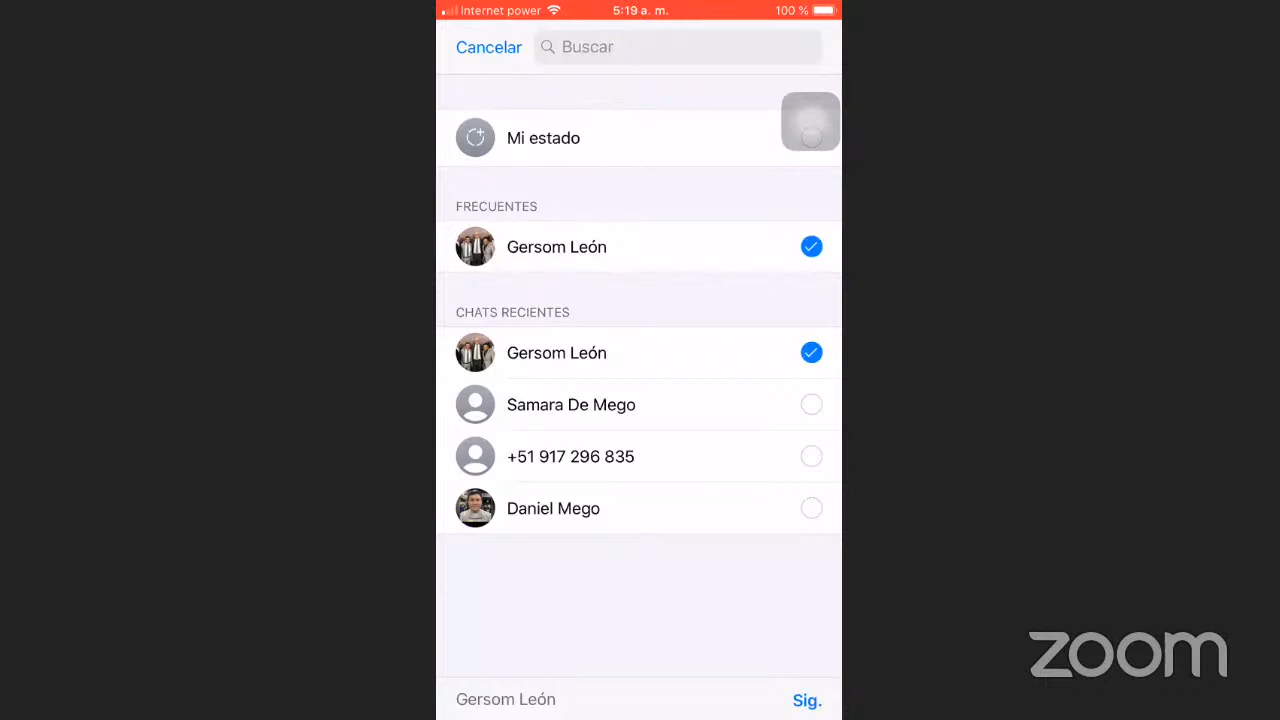 Internet power 5:19 a. m. 100 %
Cancelar Buscar
Mi estado
FRECUENTES
Gersom León
CHATS RECIENTES
Gersom León
Samara De Mego
+51 917 296 835
Daniel Mego
Gersom León Sig.
zoom